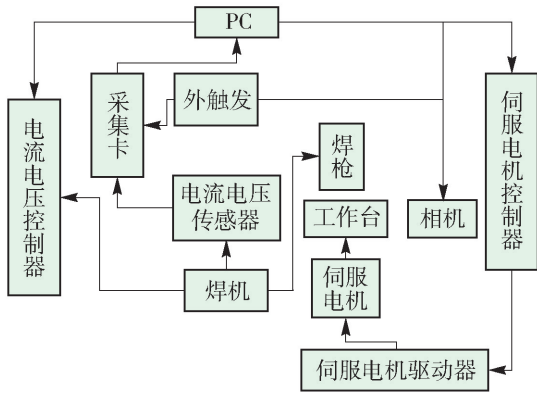 PC
采集卡
外触发
电流电压控制器
伺服电机控制器
焊枪
电流电压
传感器
工作台
相机
焊机
伺服
电机
伺服电机驱动器